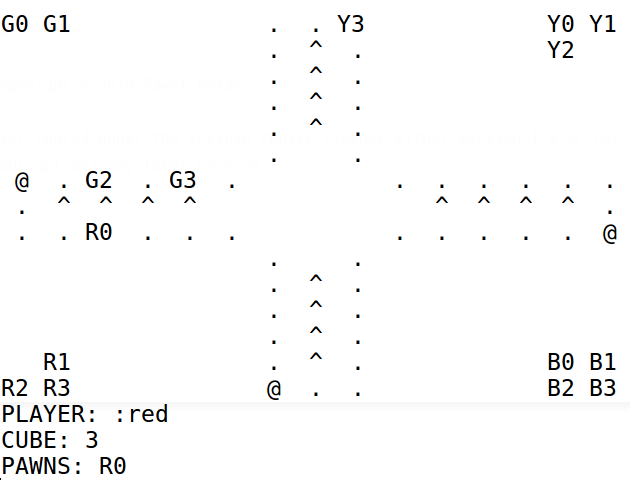 G0 G1 . . Y3 Y0 Y1
. ^ . Y2
. ^ .
. ^ .
. ^ .
. .
@ . G2 . G3 . . . . . . .
. ^ ^ ^ ^ ^ ^ ^ ^ .
. . R0 . . . . . . . . @
. .
. ^ .
. ^ .
. ^ .
R1 . ^ . B0 B1
R2 R3 @ . . B2 B3
PLAYER: :red
CUBE: 3
PAWNS: R0